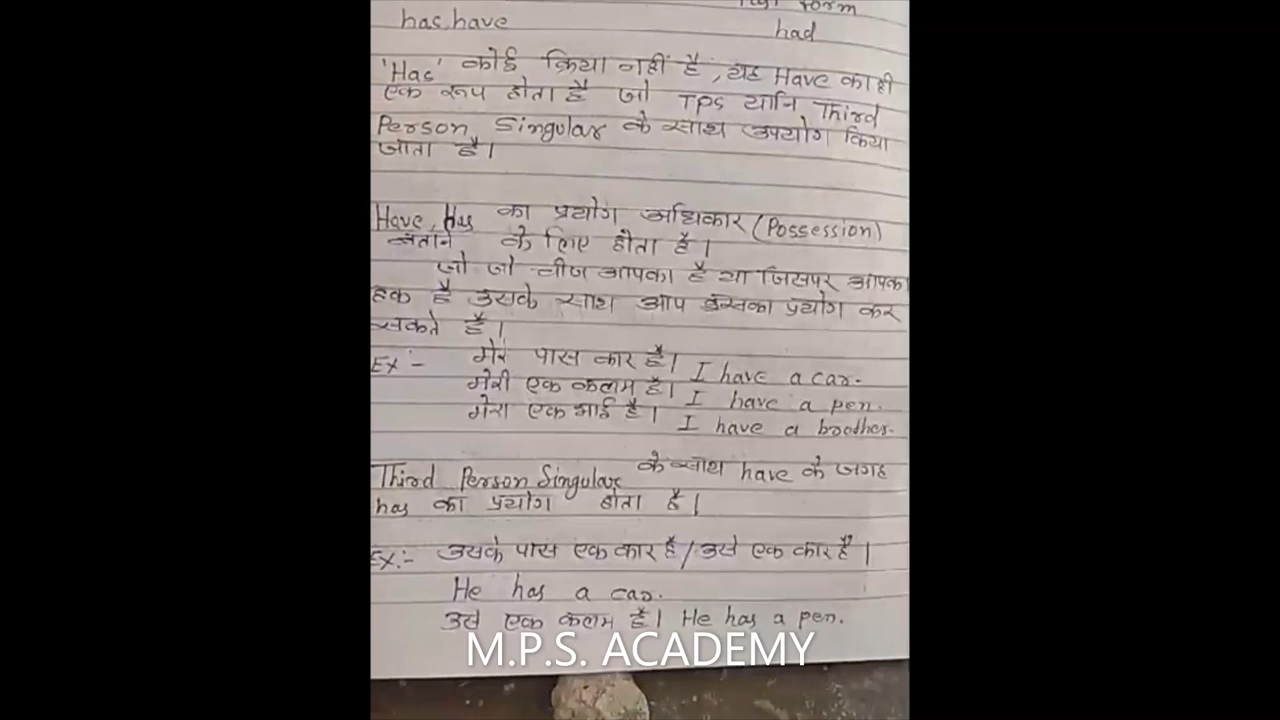 form
has, have had
'Has' कोई क्रिया नहीं है, यह Have का ही
एक रूप होता है जो TPS यानि Third
Person Singular के साथ उपयोग किया
जाता है।
Have, Has का प्रयोग अधिकार (Possession)
बताने के लिए होता है।
जो जो चीज आपका है या जिसपर आपका
हक है उसके साथ आप इसका प्रयोग कर
सकते है।
Ex :- मेरे पास कार है। I have a car.
मेरी एक कलम है। I have a pen.
मेरा एक भाई है। I have a brother.
Third Person Singular के साथ have के जगह
has का प्रयोग होता है।
Ex:- उसके पास एक कार है / उसे एक कार है।
He has a car.
उसे एक कलम है। He has a pen.
M.P.S. ACADEMY